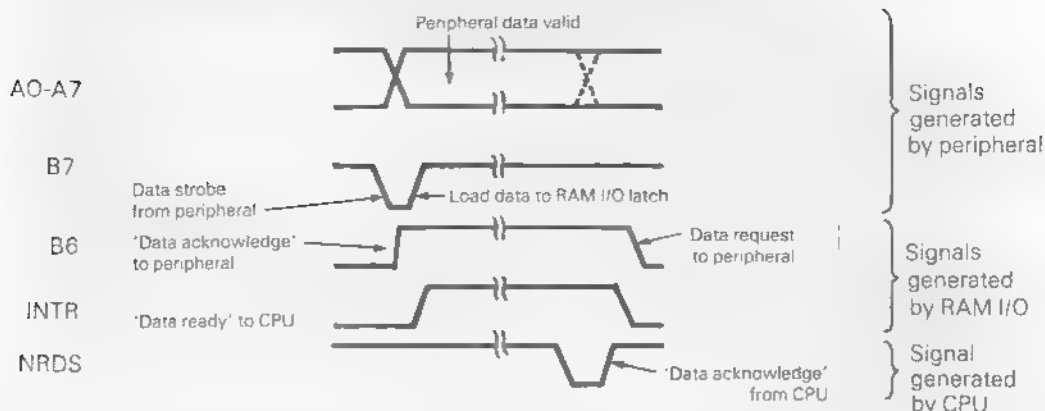 Peripheral data valid
AO-A7
B7
Data strobe
from peripheral
Load data to RAM I/O latch
B6
'Data acknowledge'
to peripheral
Data request
to peripheral
INTR
'Data ready' to CPU
NRDS
'Data acknowledge'
from CPU
Signals
generated
by peripheral
Signals
generated
by RAM I/O
Signal
generated
by CPU